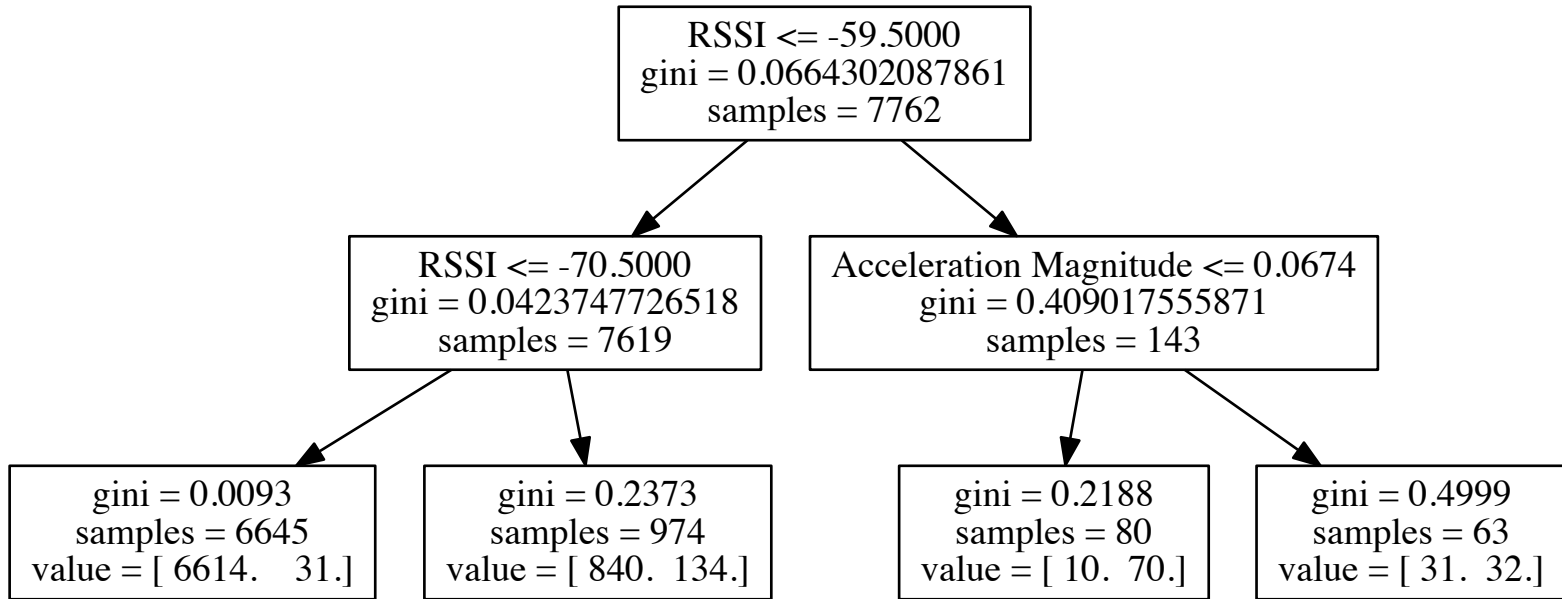 RSSI <= -59.5000
gini = 0.0664302087861
samples = 7762
RSSI <= -70.5000
gini = 0.0423747726518
samples = 7619
Acceleration Magnitude <= 0.0674
gini = 0.409017555871
samples = 143
gini = 0.0093
samples = 6645
value = [ 6614.    31.]
gini = 0.2373
samples = 974
value = [ 840.  134.]
gini = 0.2188
samples = 80
value = [ 10.  70.]
gini = 0.4999
samples = 63
value = [ 31.  32.]